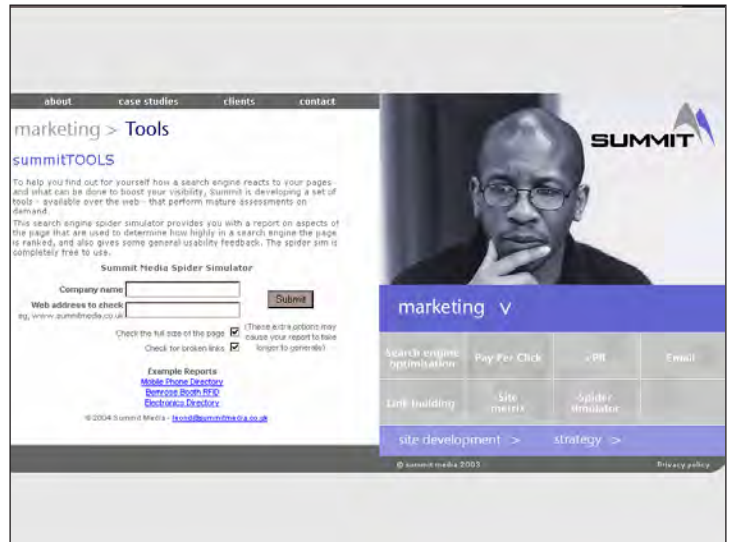 about case studies clients contact
marketing > Tools
summitTOOLS
To help you find out for yourself how a search engine reacts to your pages
and what can be done to boost your visibility, Summit is developing a set of
tools - available over the web - that perform mature assessments on
demand.
This search engine spider simulator provides you with a report on aspects of
the page that are used to determine how highly in a search engine the page
is ranked, and also gives some general usability feedback. The spider sim is
completely free to use.
Summit Media Spider Simulator
Company name
Submit
Web address to check
eg, www.summitmedia.co.uk
Check the full size of the page
Check for broken links
(These extra options may
cause your report to take
longer to generate)
Example Reports
Mobile Phone Directory
Bemrose Booth RFID
Electronics Directory
© 2004 Summit Media -
SUMMIT
marketing v
Search engine
optimisation
Pay Per Click
Email
Link building
Site
metrix
Spider
simulator
site development > strategy >
© summit media 2003
Privacy policy